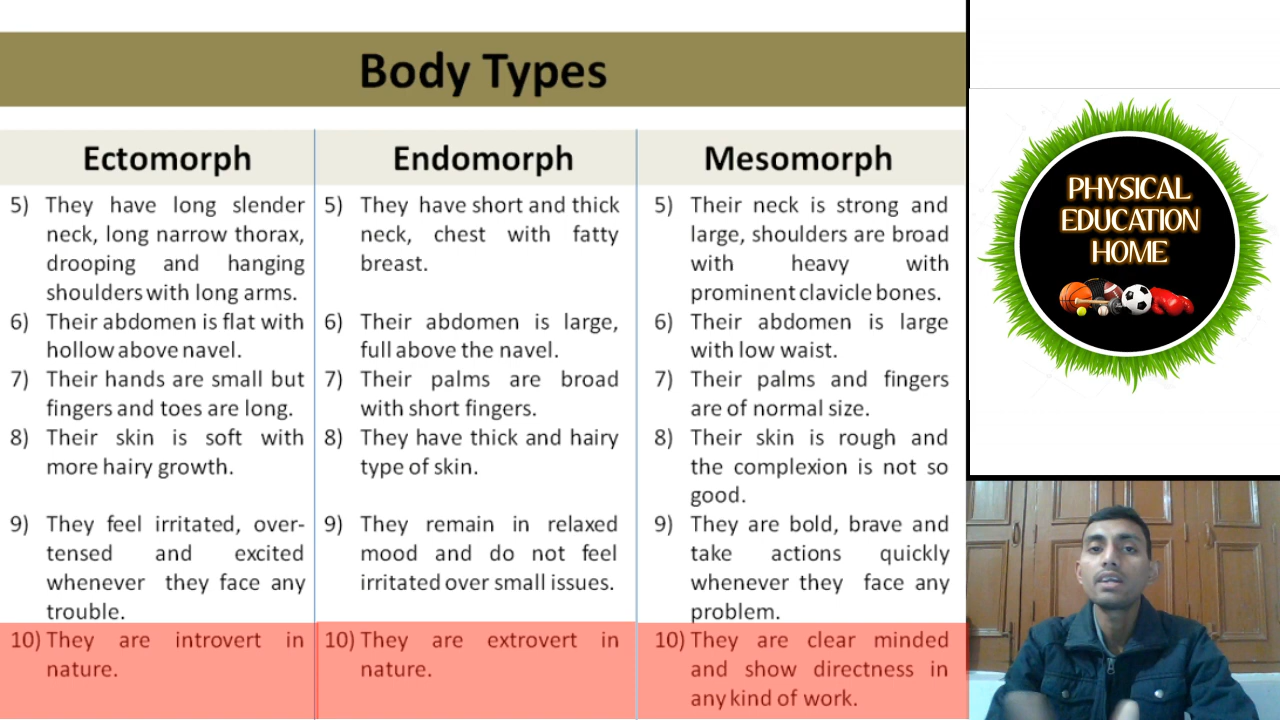 Body Types
Ectomorph
5) They have long slender
neck, long narrow thorax,
drooping and hanging
shoulders with long arms.
6) Their abdomen is flat with
hollow above navel.
7) Their hands are small but
fingers and toes are long.
8) Their skin is soft with
more hairy growth.
9) They feel irritated, over-
tensed and excited
whenever they face any
trouble.
10) They are introvert in
nature.
Endomorph
5) They have short and thick
neck, chest with fatty
breast.
6) Their abdomen is large,
full above the navel.
7) Their palms are broad
with short fingers.
8) They have thick and hairy
type of skin.
9) They remain in relaxed
mood and do not feel
irritated over small issues.
10) They are extrovert in
nature.
Mesomorph
5) Their neck is strong and
large, shoulders are broad
with heavy with
prominent clavicle bones.
6) Their abdomen is large
with low waist.
7) Their palms and fingers
are of normal size.
8) Their skin is rough and
the complexion is not so
good.
9) They are bold, brave and
take actions quickly
whenever they face any
problem.
10) They are clear minded
and show directness in
any kind of work.
PHYSICAL
EDUCATION
HOME